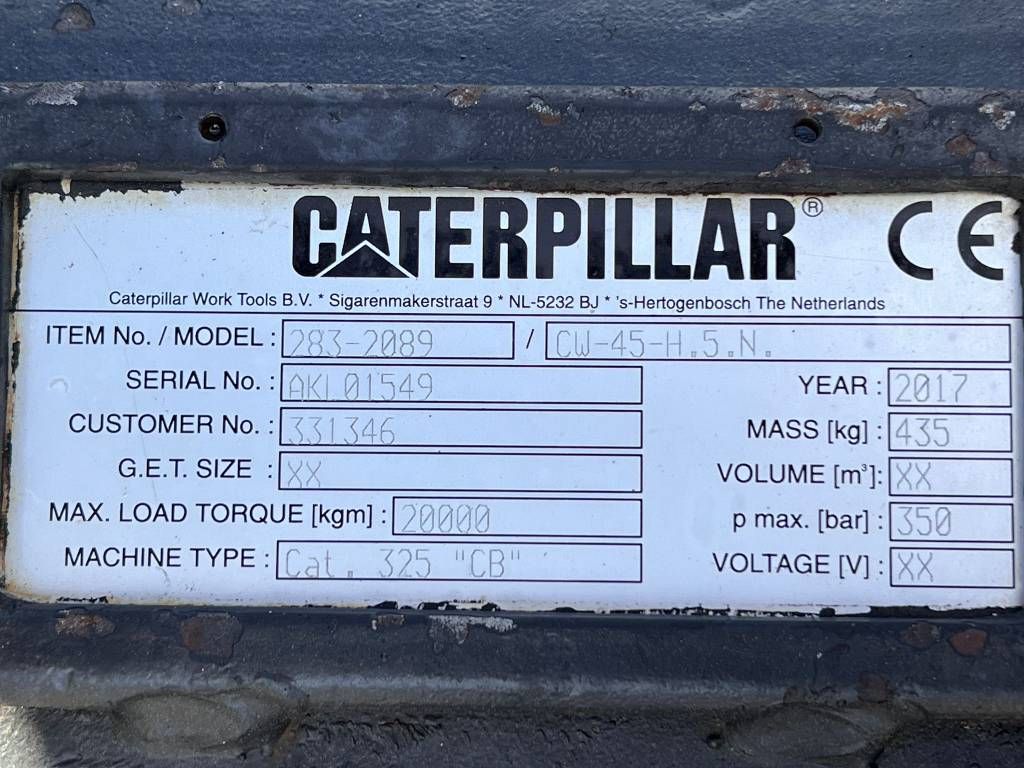 CATERPILLAR® CE
Caterpillar Work Tools B.V. * Sigarenmakerstraat 9 * NL-5232 BJ * 's-Hertogenbosch The Netherlands
ITEM No. / MODEL : 283-2089 / CW-45-H.5.N.
SERIAL No. : AKL01549 YEAR : 2017
CUSTOMER No. : 331346 MASS [kg] : 435
G.E.T. SIZE : XX VOLUME [m³]: XX
MAX. LOAD TORQUE [kgm] : 20000 p max. [bar] : 350
MACHINE TYPE : Cat. 325 "CB" VOLTAGE [V] : XX